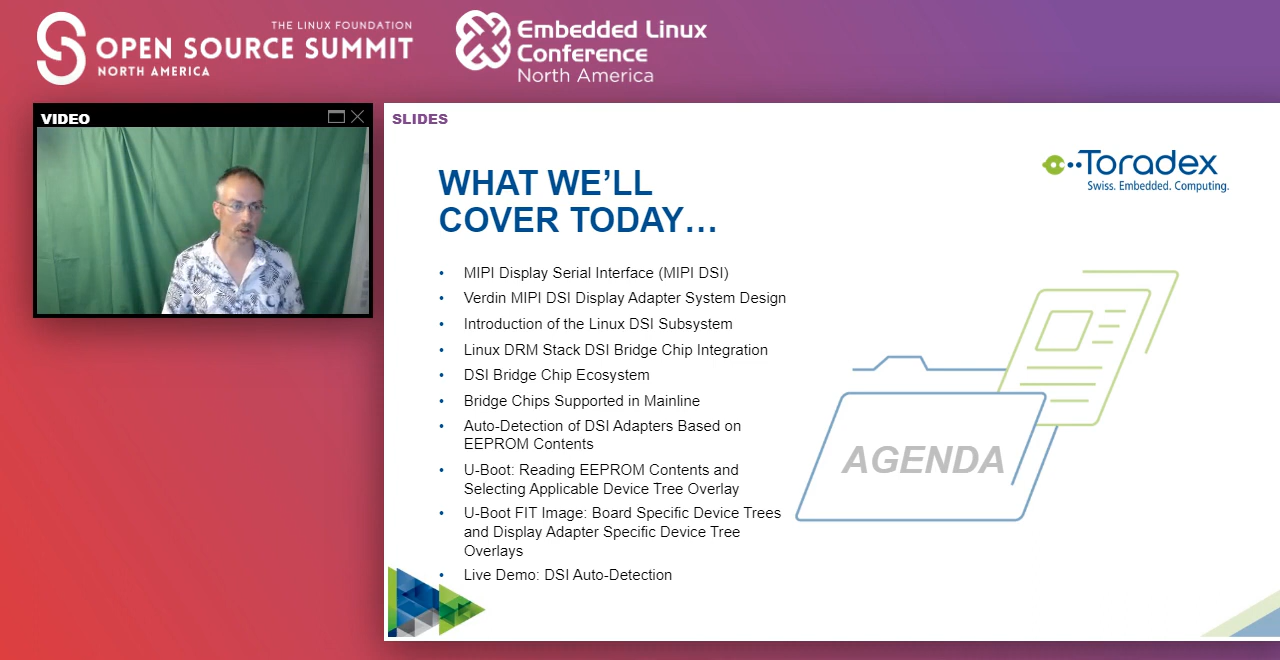 THE LINUX FOUNDATION
OPEN SOURCE SUMMIT
NORTH AMERICA
Embedded Linux
Conference
North America
VIDEO
SLIDES
Toradex
Swiss. Embedded. Computing.
WHAT WE’LL
COVER TODAY…
• MIPI Display Serial Interface (MIPI DSI)
• Verdin MIPI DSI Display Adapter System Design
• Introduction of the Linux DSI Subsystem
• Linux DRM Stack DSI Bridge Chip Integration
• DSI Bridge Chip Ecosystem
• Bridge Chips Supported in Mainline
• Auto-Detection of DSI Adapters Based on
EEPROM Contents
• U-Boot: Reading EEPROM Contents and
Selecting Applicable Device Tree Overlay
• U-Boot FIT Image: Board Specific Device Trees
and Display Adapter Specific Device Tree
Overlays
• Live Demo: DSI Auto-Detection
AGENDA